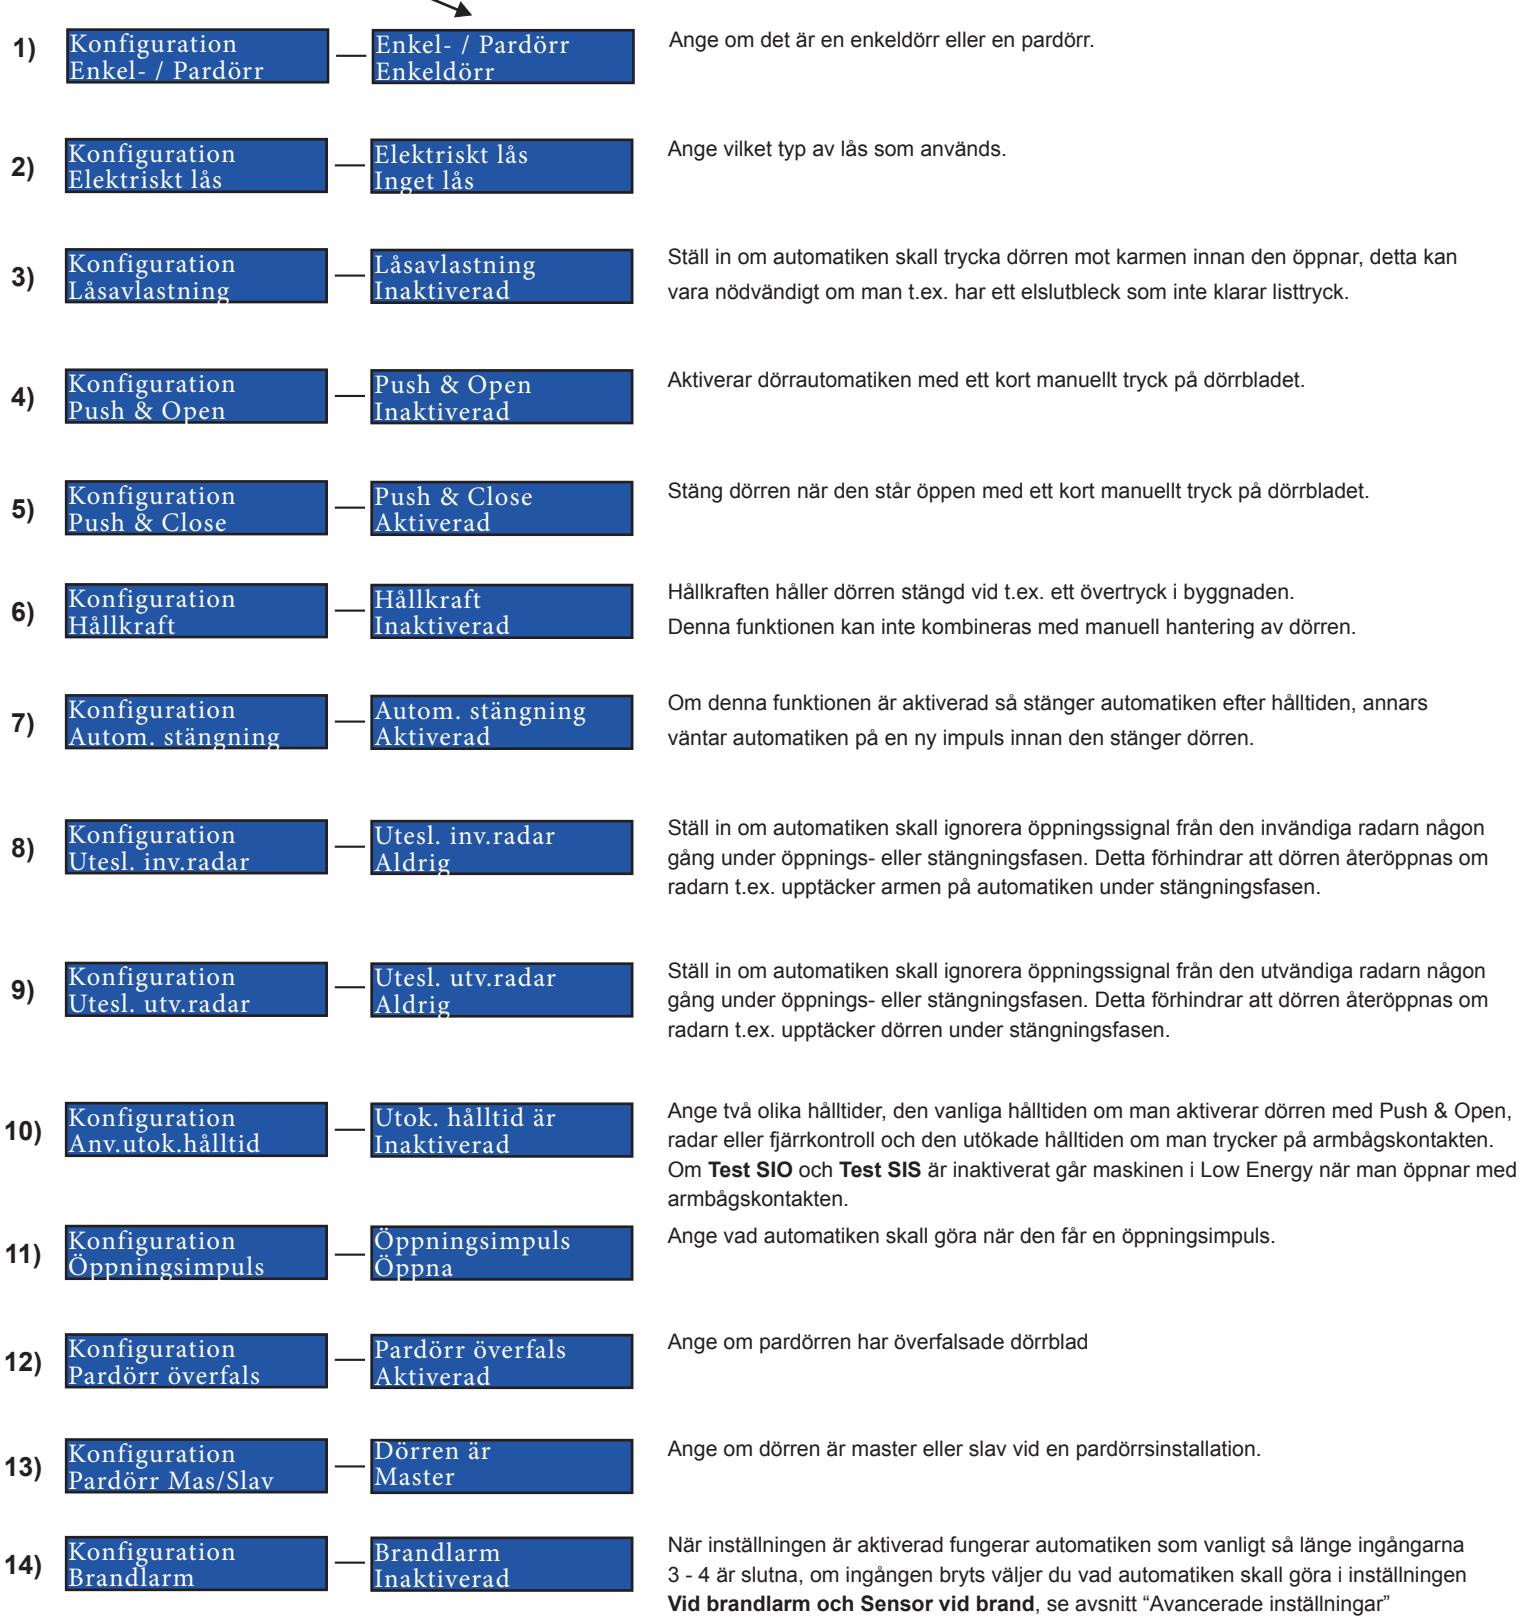 1)
Konfiguration
Enkel- / Pardörr
Enkel- / Pardörr
Enkeldörr
Ange om det är en enkeldörr eller en pardörr.
2)
Konfiguration
Elektriskt lås
Elektriskt lås
Inget lås
Ange vilket typ av lås som används.
3)
Konfiguration
Låsavlastning
Låsavlastning
Inaktiverad
Ställ in om automatiken skall trycka dörren mot karmen innan den öppnar, detta kan
vara nödvändigt om man t.ex. har ett elslutbleck som inte klarar listtryck.
4)
Konfiguration
Push & Open
Push & Open
Inaktiverad
Aktiverar dörrautomatiken med ett kort manuellt tryck på dörrbladet.
5)
Konfiguration
Push & Close
Push & Close
Aktiverad
Stäng dörren när den står öppen med ett kort manuellt tryck på dörrbladet.
6)
Konfiguration
Hållkraft
Hållkraft
Inaktiverad
Hållkraften håller dörren stängd vid t.ex. ett övertryck i byggnaden.
Denna funktionen kan inte kombineras med manuell hantering av dörren.
7)
Konfiguration
Autom. stängning
Autom. stängning
Aktiverad
Om denna funktionen är aktiverad så stänger automatiken efter hålltiden, annars
väntar automatiken på en ny impuls innan den stänger dörren.
8)
Konfiguration
Utesl. inv.radar
Utesl. inv.radar
Aldrig
Ställ in om automatiken skall ignorera öppningssignal från den invändiga radarn någon
gång under öppnings- eller stängningsfasen. Detta förhindrar att dörren återöppnas om
radarn t.ex. upptäcker armen på automatiken under stängningsfasen.
9)
Konfiguration
Utesl. utv.radar
Utesl. utv.radar
Aldrig
Ställ in om automatiken skall ignorera öppningssignal från den utvändiga radarn någon
gång under öppnings- eller stängningsfasen. Detta förhindrar att dörren återöppnas om
radarn t.ex. upptäcker dörren under stängningsfasen.
10)
Konfiguration
Anv.utok.hålltid
Utok. hålltid är
Inaktiverad
Ange två olika hålltider, den vanliga hålltiden om man aktiverar dörren med Push & Open,
radar eller fjärrkontroll och den utökade hålltiden om man trycker på armbågskontakten.
Om Test SIO och Test SIS är inaktiverat går maskinen i Low Energy när man öppnar med
armbågskontakten.
11)
Konfiguration
Öppningsimpuls
Öppningsimpuls
Öppna
Ange vad automatiken skall göra när den får en öppningsimpuls.
12)
Konfiguration
Pardörr överfals
Pardörr överfals
Aktiverad
Ange om pardörren har överfalsade dörrblad
13)
Konfiguration
Pardörr Mas/Slav
Dörren är
Master
Ange om dörren är master eller slav vid en pardörrsinstallation.
14)
Konfiguration
Brandlarm
Brandlarm
Inaktiverad
När inställningen är aktiverad fungerar automatiken som vanligt så länge ingångarna
3 - 4 är slutna, om ingången bryts väljer du vad automatiken skall göra i inställningen
Vid brandlarm och Sensor vid brand, se avsnitt “Avancerade inställningar”